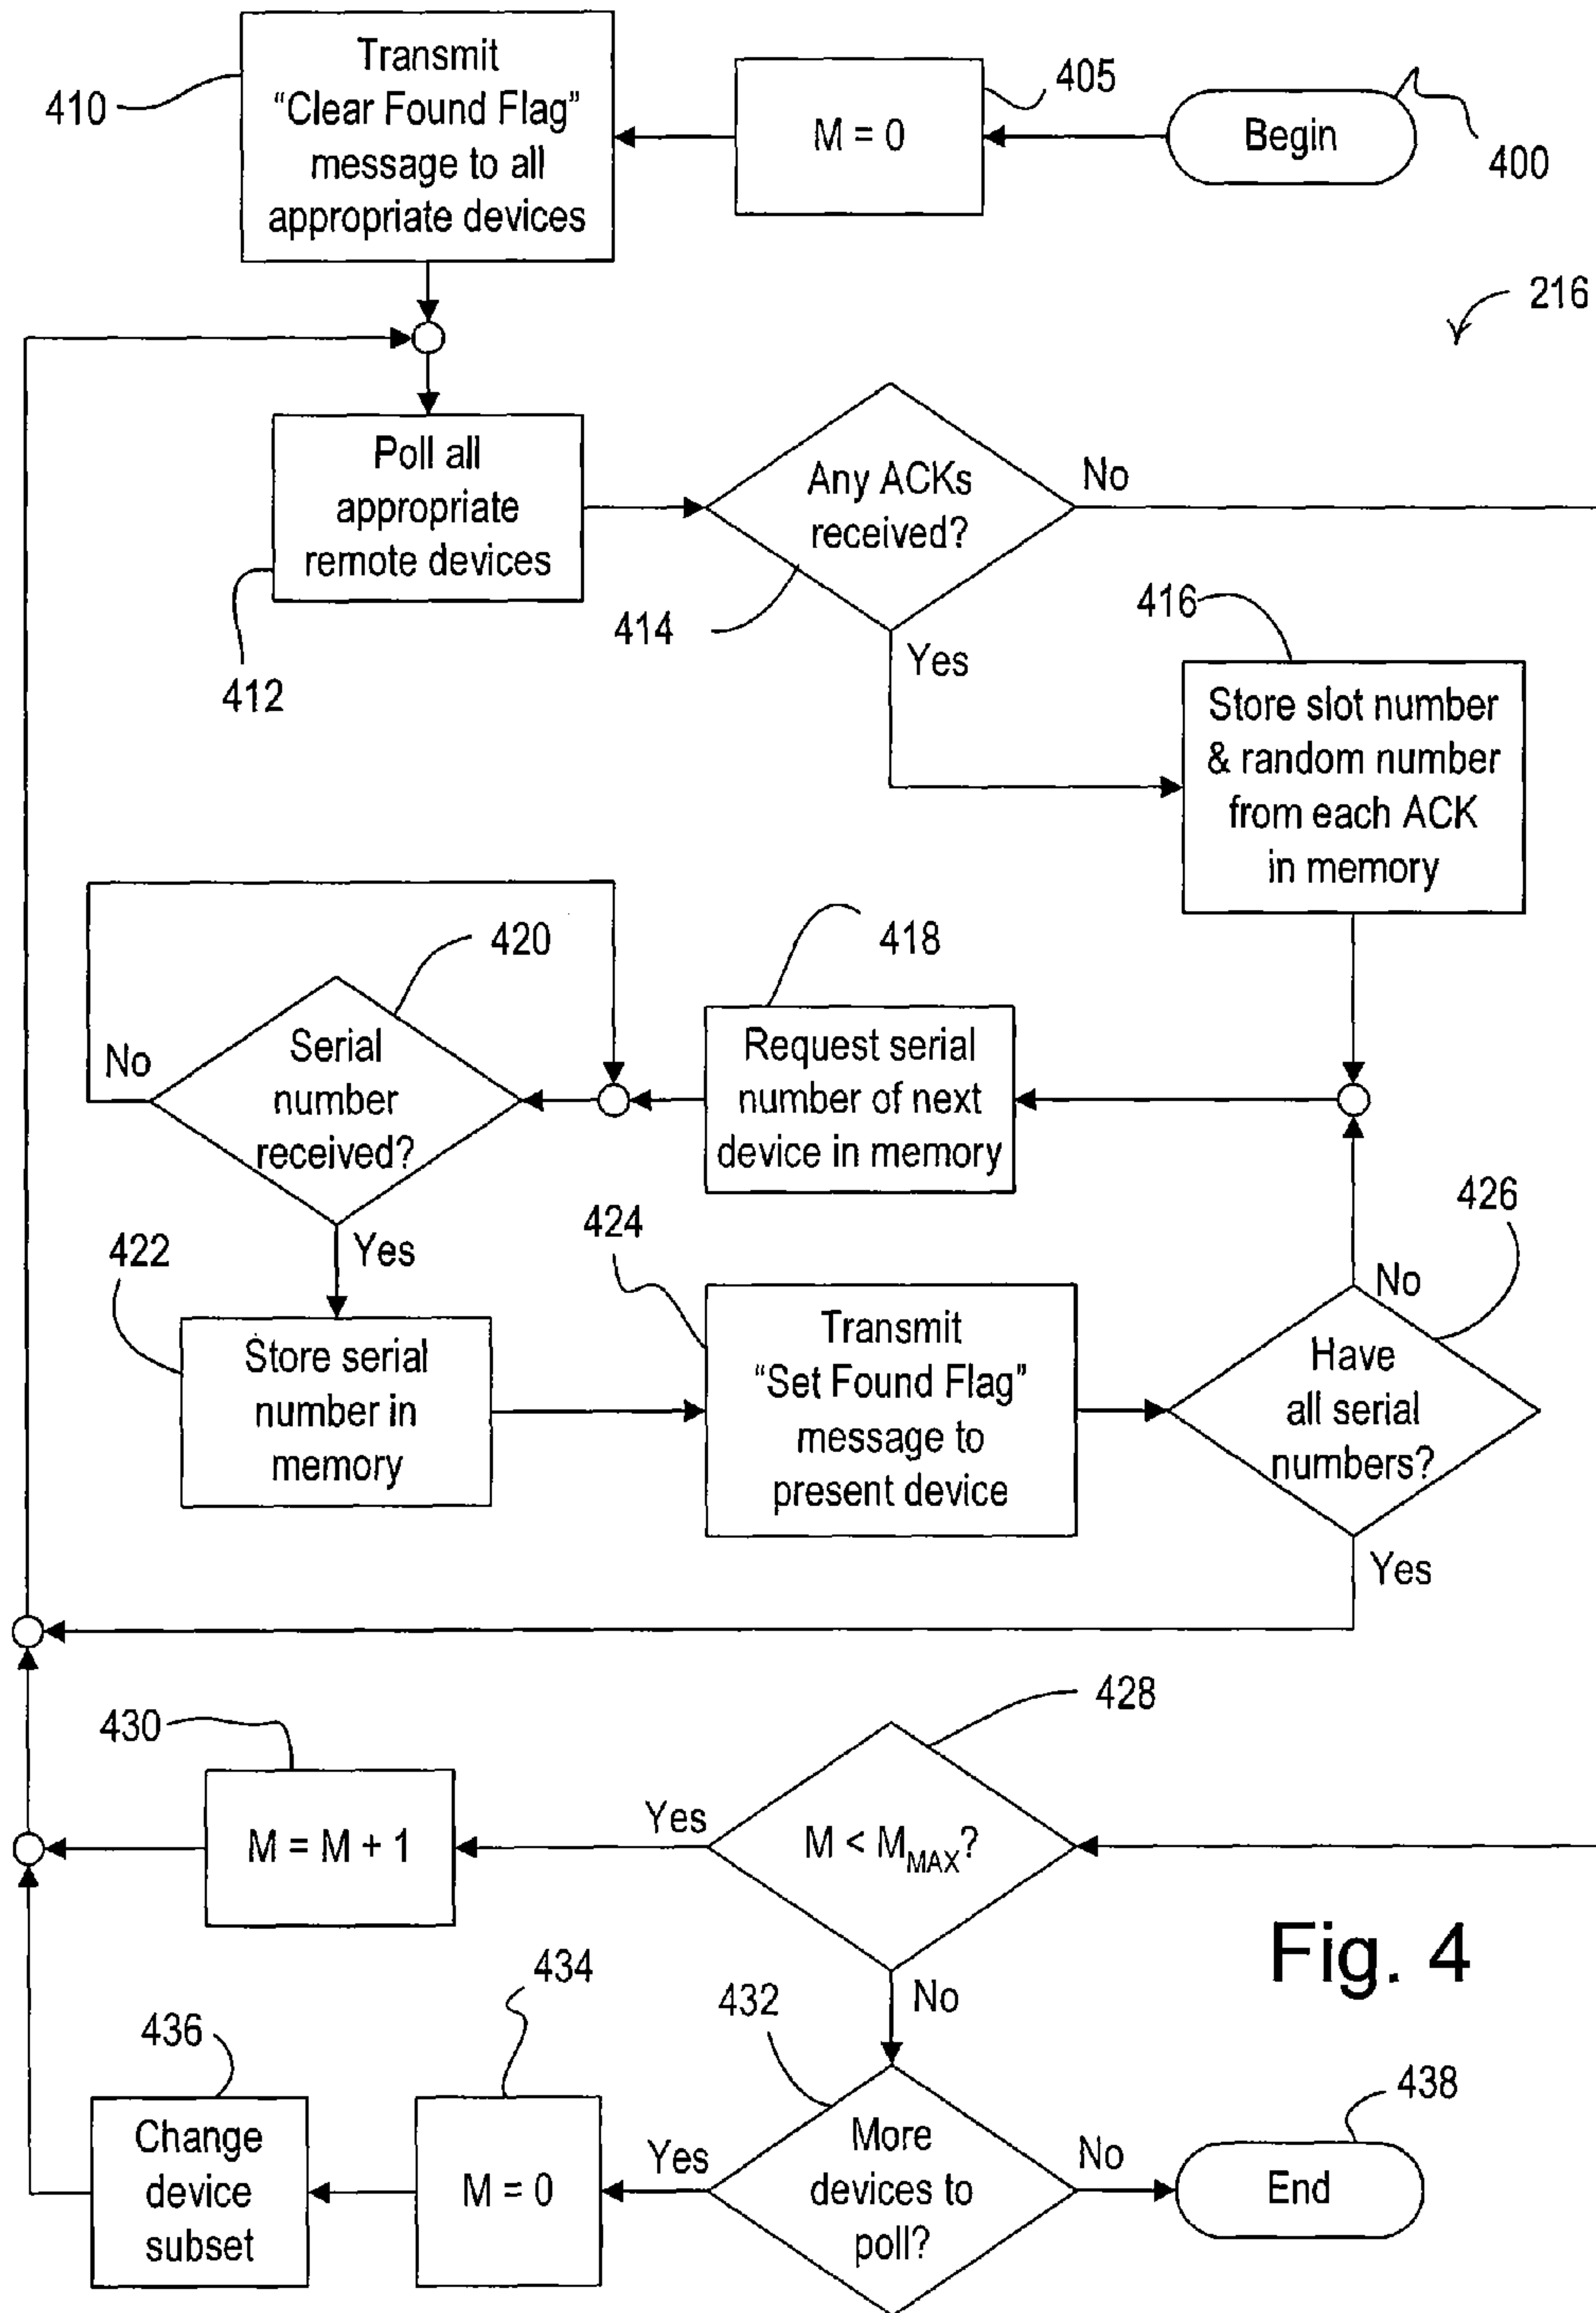 Transmit
“Clear Found Flag”
message to all
appropriate devices
410
M = 0
405
Begin
400
216
Poll all
appropriate
remote devices
412
Any ACKs
received?
No
414
Yes
416
Store slot number
& random number
from each ACK
in memory
420
418
Serial
number
received?
No
Yes
Request serial
number of next
device in memory
426
424
422
Store serial
number in
memory
Transmit
“Set Found Flag”
message to
present device
No
Have
all serial
numbers?
Yes
428
430
M = M + 1
Yes
M < MMAX?
No
Fig. 4
434
432
436
Change
device
subset
M = 0
Yes
More
devices to
poll?
No
438
End